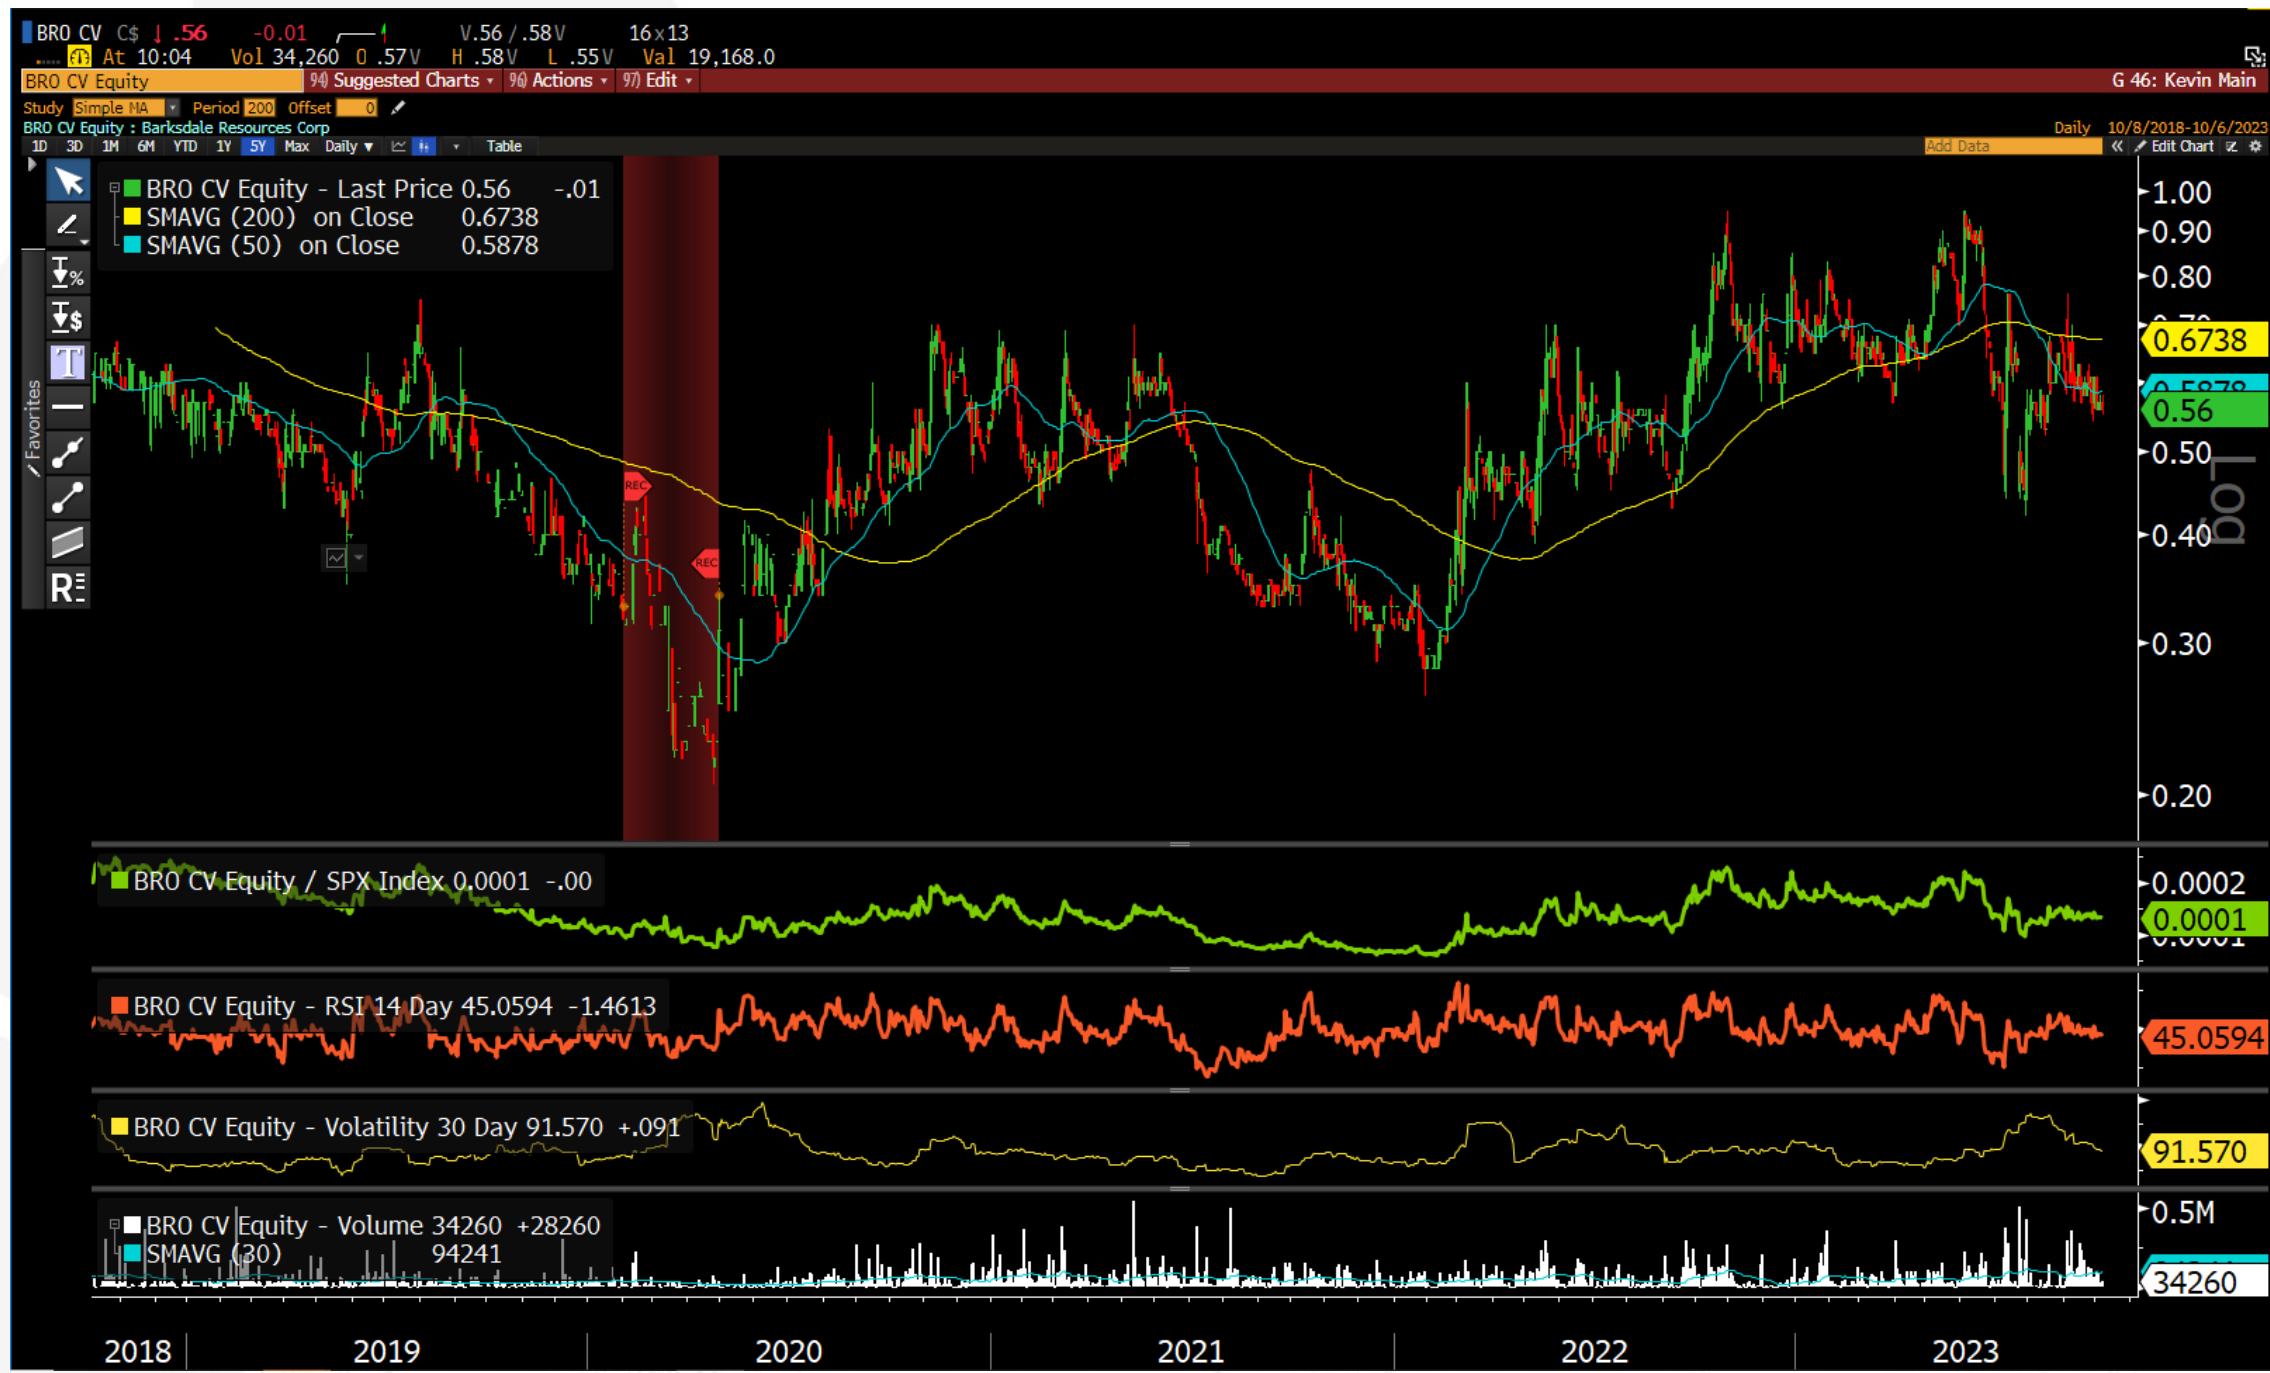 BRO CV C$ ↓ .56 -0.01 V.56 / .58V 16x13
At 10:04 Vol 34,260 O .57V H .58V L .55V Val 19,168.0
BRO CV Equity 94) Suggested Charts 96) Actions 97) Edit G 46: Kevin Main
Study Simple MA Period 200 Offset 0
BRO CV Equity : Barksdale Resources Corp Daily 10/8/2018-10/6/2023
1D 3D 1M 6M YTD 1Y 5Y Max Daily ▼ Table Add Data « Edit Chart
BRO CV Equity - Last Price 0.56 -.01
SMAVG (200) on Close 0.6738
SMAVG (50) on Close 0.5878
%
$
T
Favorites
R
REC
REC
1.00
0.90
0.80
0.70
0.6738
0.5878
0.56
0.50
Log
0.40
0.30
0.20
BRO CV Equity / SPX Index 0.0001 -.00
0.0002
0.0001
0.0001
BRO CV Equity - RSI 14 Day 45.0594 -1.4613
45.0594
BRO CV Equity - Volatility 30 Day 91.570 +.091
91.570
BRO CV Equity - Volume 34260 +28260
SMAVG (30) 94241
0.5M
34260
2018 2019 2020 2021 2022 2023